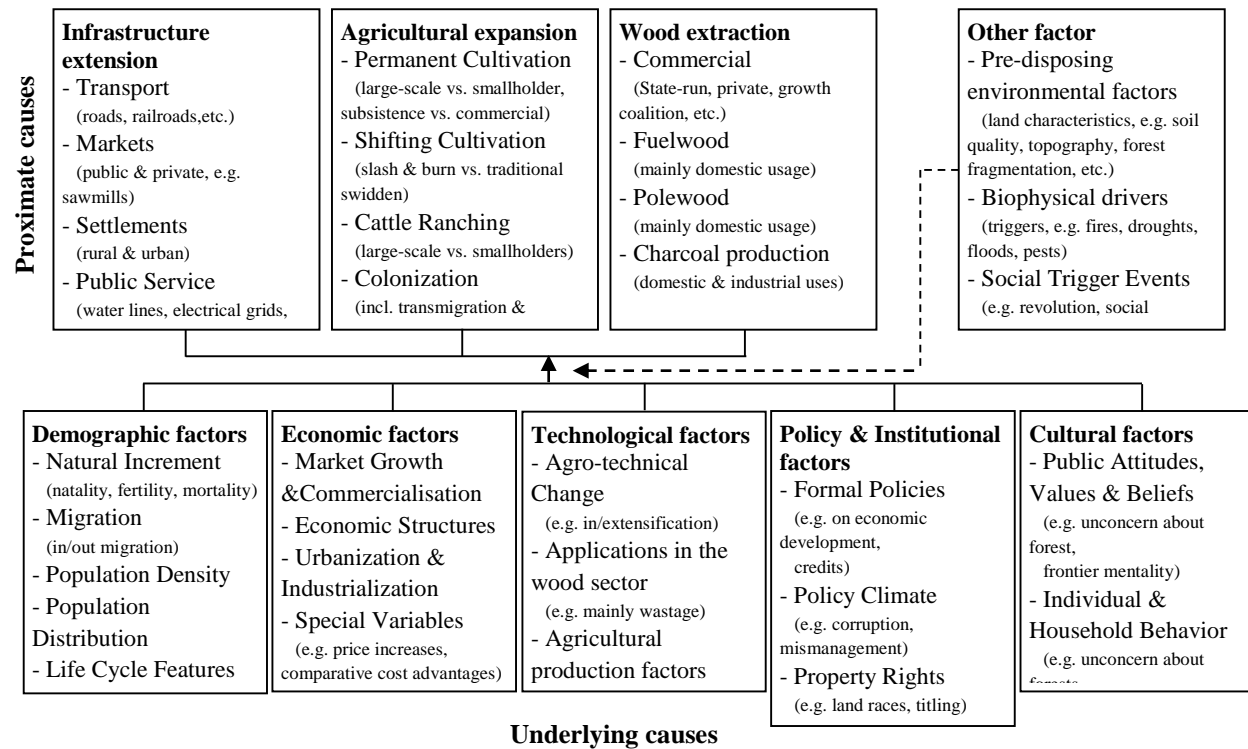 Proximate causes
Infrastructure
extension
- Transport
(roads, railroads,etc.)
- Markets
(public & private, e.g.
sawmills)
- Settlements
(rural & urban)
- Public Service
(water lines, electrical grids,
Agricultural expansion
- Permanent Cultivation
(large-scale vs. smallholder,
subsistence vs. commercial)
- Shifting Cultivation
(slash & burn vs. traditional
swidden)
- Cattle Ranching
(large-scale vs. smallholders)
- Colonization
(incl. transmigration &
Wood extraction
- Commercial
(State-run, private, growth
coalition, etc.)
- Fuelwood
(mainly domestic usage)
- Polewood
(mainly domestic usage)
- Charcoal production
(domestic & industrial uses)
Other factor
- Pre-disposing
environmental factors
(land characteristics, e.g. soil
quality, topography, forest
fragmentation, etc.)
- Biophysical drivers
(triggers, e.g. fires, droughts,
floods, pests)
- Social Trigger Events
(e.g. revolution, social
Demographic factors
- Natural Increment
(natality, fertility, mortality)
- Migration
(in/out migration)
- Population Density
- Population
Distribution
- Life Cycle Features
Economic factors
- Market Growth
&Commercialisation
- Economic Structures
- Urbanization &
Industrialization
- Special Variables
(e.g. price increases,
comparative cost advantages)
Technological factors
- Agro-technical
Change
(e.g. in/extensification)
- Applications in the
wood sector
(e.g. mainly wastage)
- Agricultural
production factors
Policy & Institutional
factors
- Formal Policies
(e.g. on economic
development,
credits)
- Policy Climate
(e.g. corruption,
mismanagement)
- Property Rights
(e.g. land races, titling)
Cultural factors
- Public Attitudes,
Values & Beliefs
(e.g. unconcern about
forest,
frontier mentality)
- Individual &
Household Behavior
(e.g. unconcern about
Underlying causes